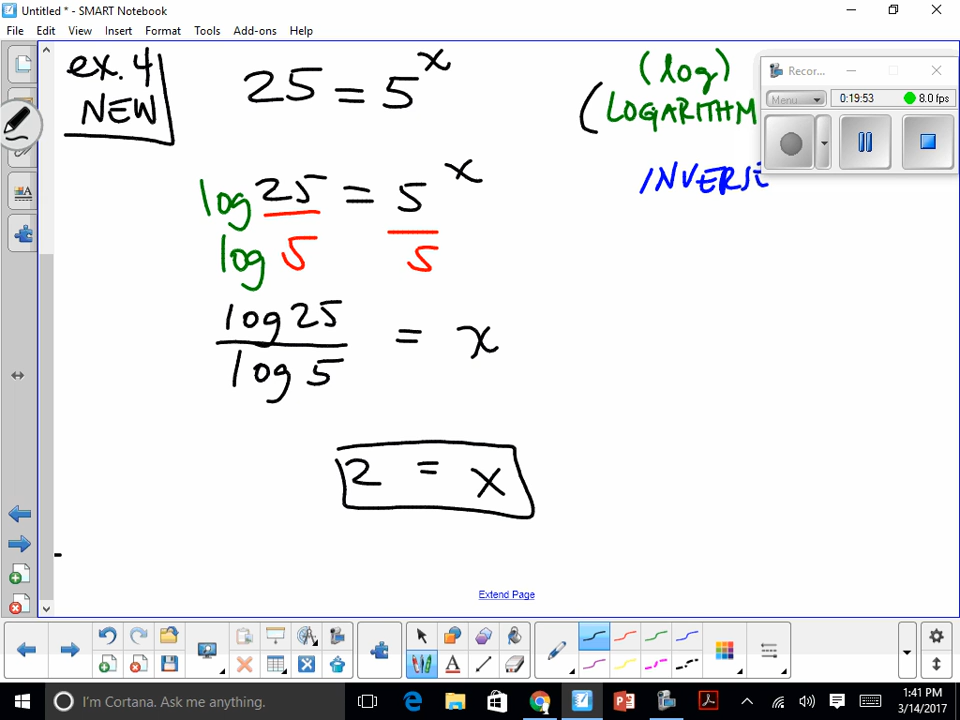 Untitled * - SMART Notebook
File Edit View Insert Format Tools Add-ons Help
ex. 4
NEW
25 = 5^x
(log)
(LOGARITHM
INVERSE
Recor...
Menu
0:19:53
8.0 fps
log 25 = 5^x
log 5 5
log 25 = x
log 5
2 = x
Extend Page
A
I'm Cortana. Ask me anything.
1:41 PM
3/14/2017